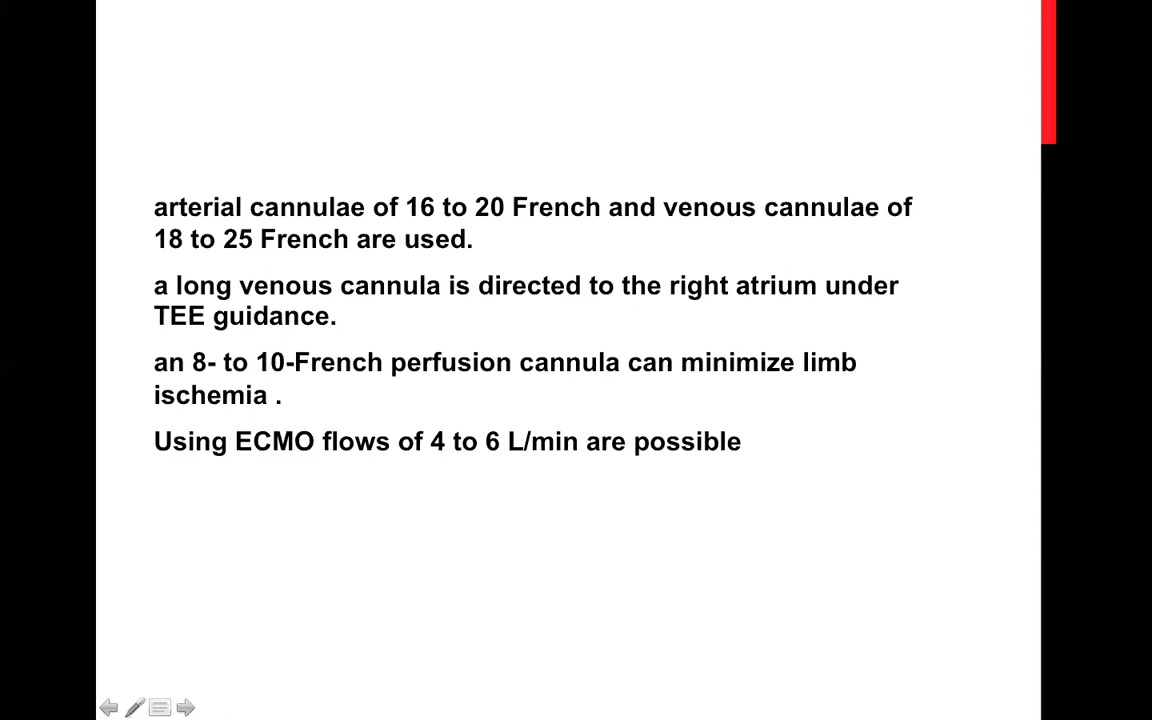 arterial cannulae of 16 to 20 French and venous cannulae of
18 to 25 French are used.
a long venous cannula is directed to the right atrium under
TEE guidance.
an 8- to 10-French perfusion cannula can minimize limb
ischemia .
Using ECMO flows of 4 to 6 L/min are possible